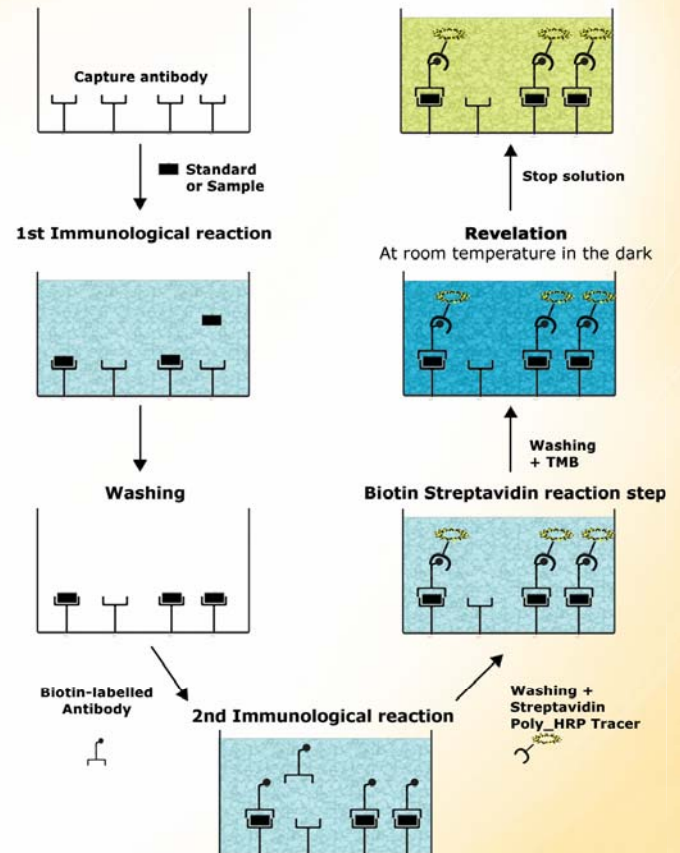 Capture antibody
Standard
or Sample
1st Immunological reaction
Washing
Biotin-labelled
Antibody
2nd Immunological reaction
Washing +
Streptavidin
Poly_HRP Tracer
Biotin Streptavidin reaction step
Washing
+ TMB
Revelation
At room temperature in the dark
Stop solution